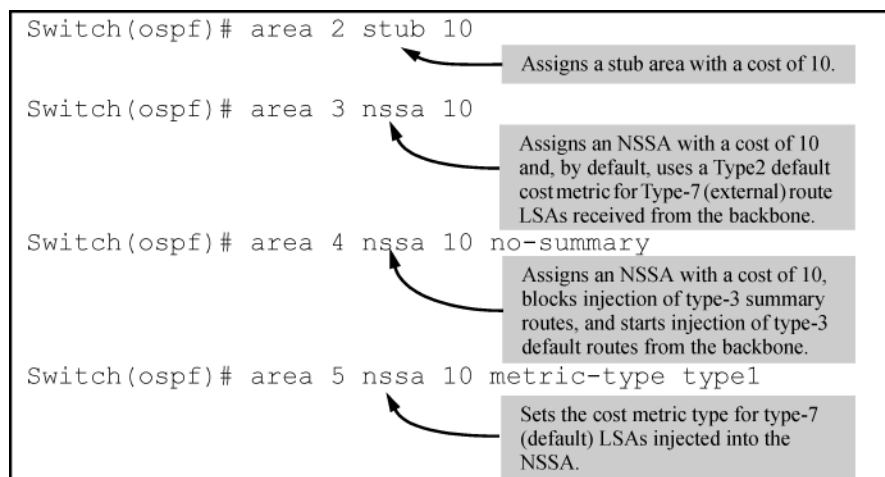 Switch(ospf)# area 2 stub 10
Assigns a stub area with a cost of 10.
Switch(ospf)# area 3 nssa 10
Assigns an NSSA with a cost of 10
and, by default, uses a Type2 default
cost metric for Type-7 (external) route
LSAs received from the backbone.
Switch(ospf)# area 4 nssa 10 no-summary
Assigns an NSSA with a cost of 10,
blocks injection of type-3 summary
routes, and starts injection of type-3
default routes from the backbone.
Switch(ospf)# area 5 nssa 10 metric-type type1
Sets the cost metric type for type-7
(default) LSAs injected into the
NSSA.